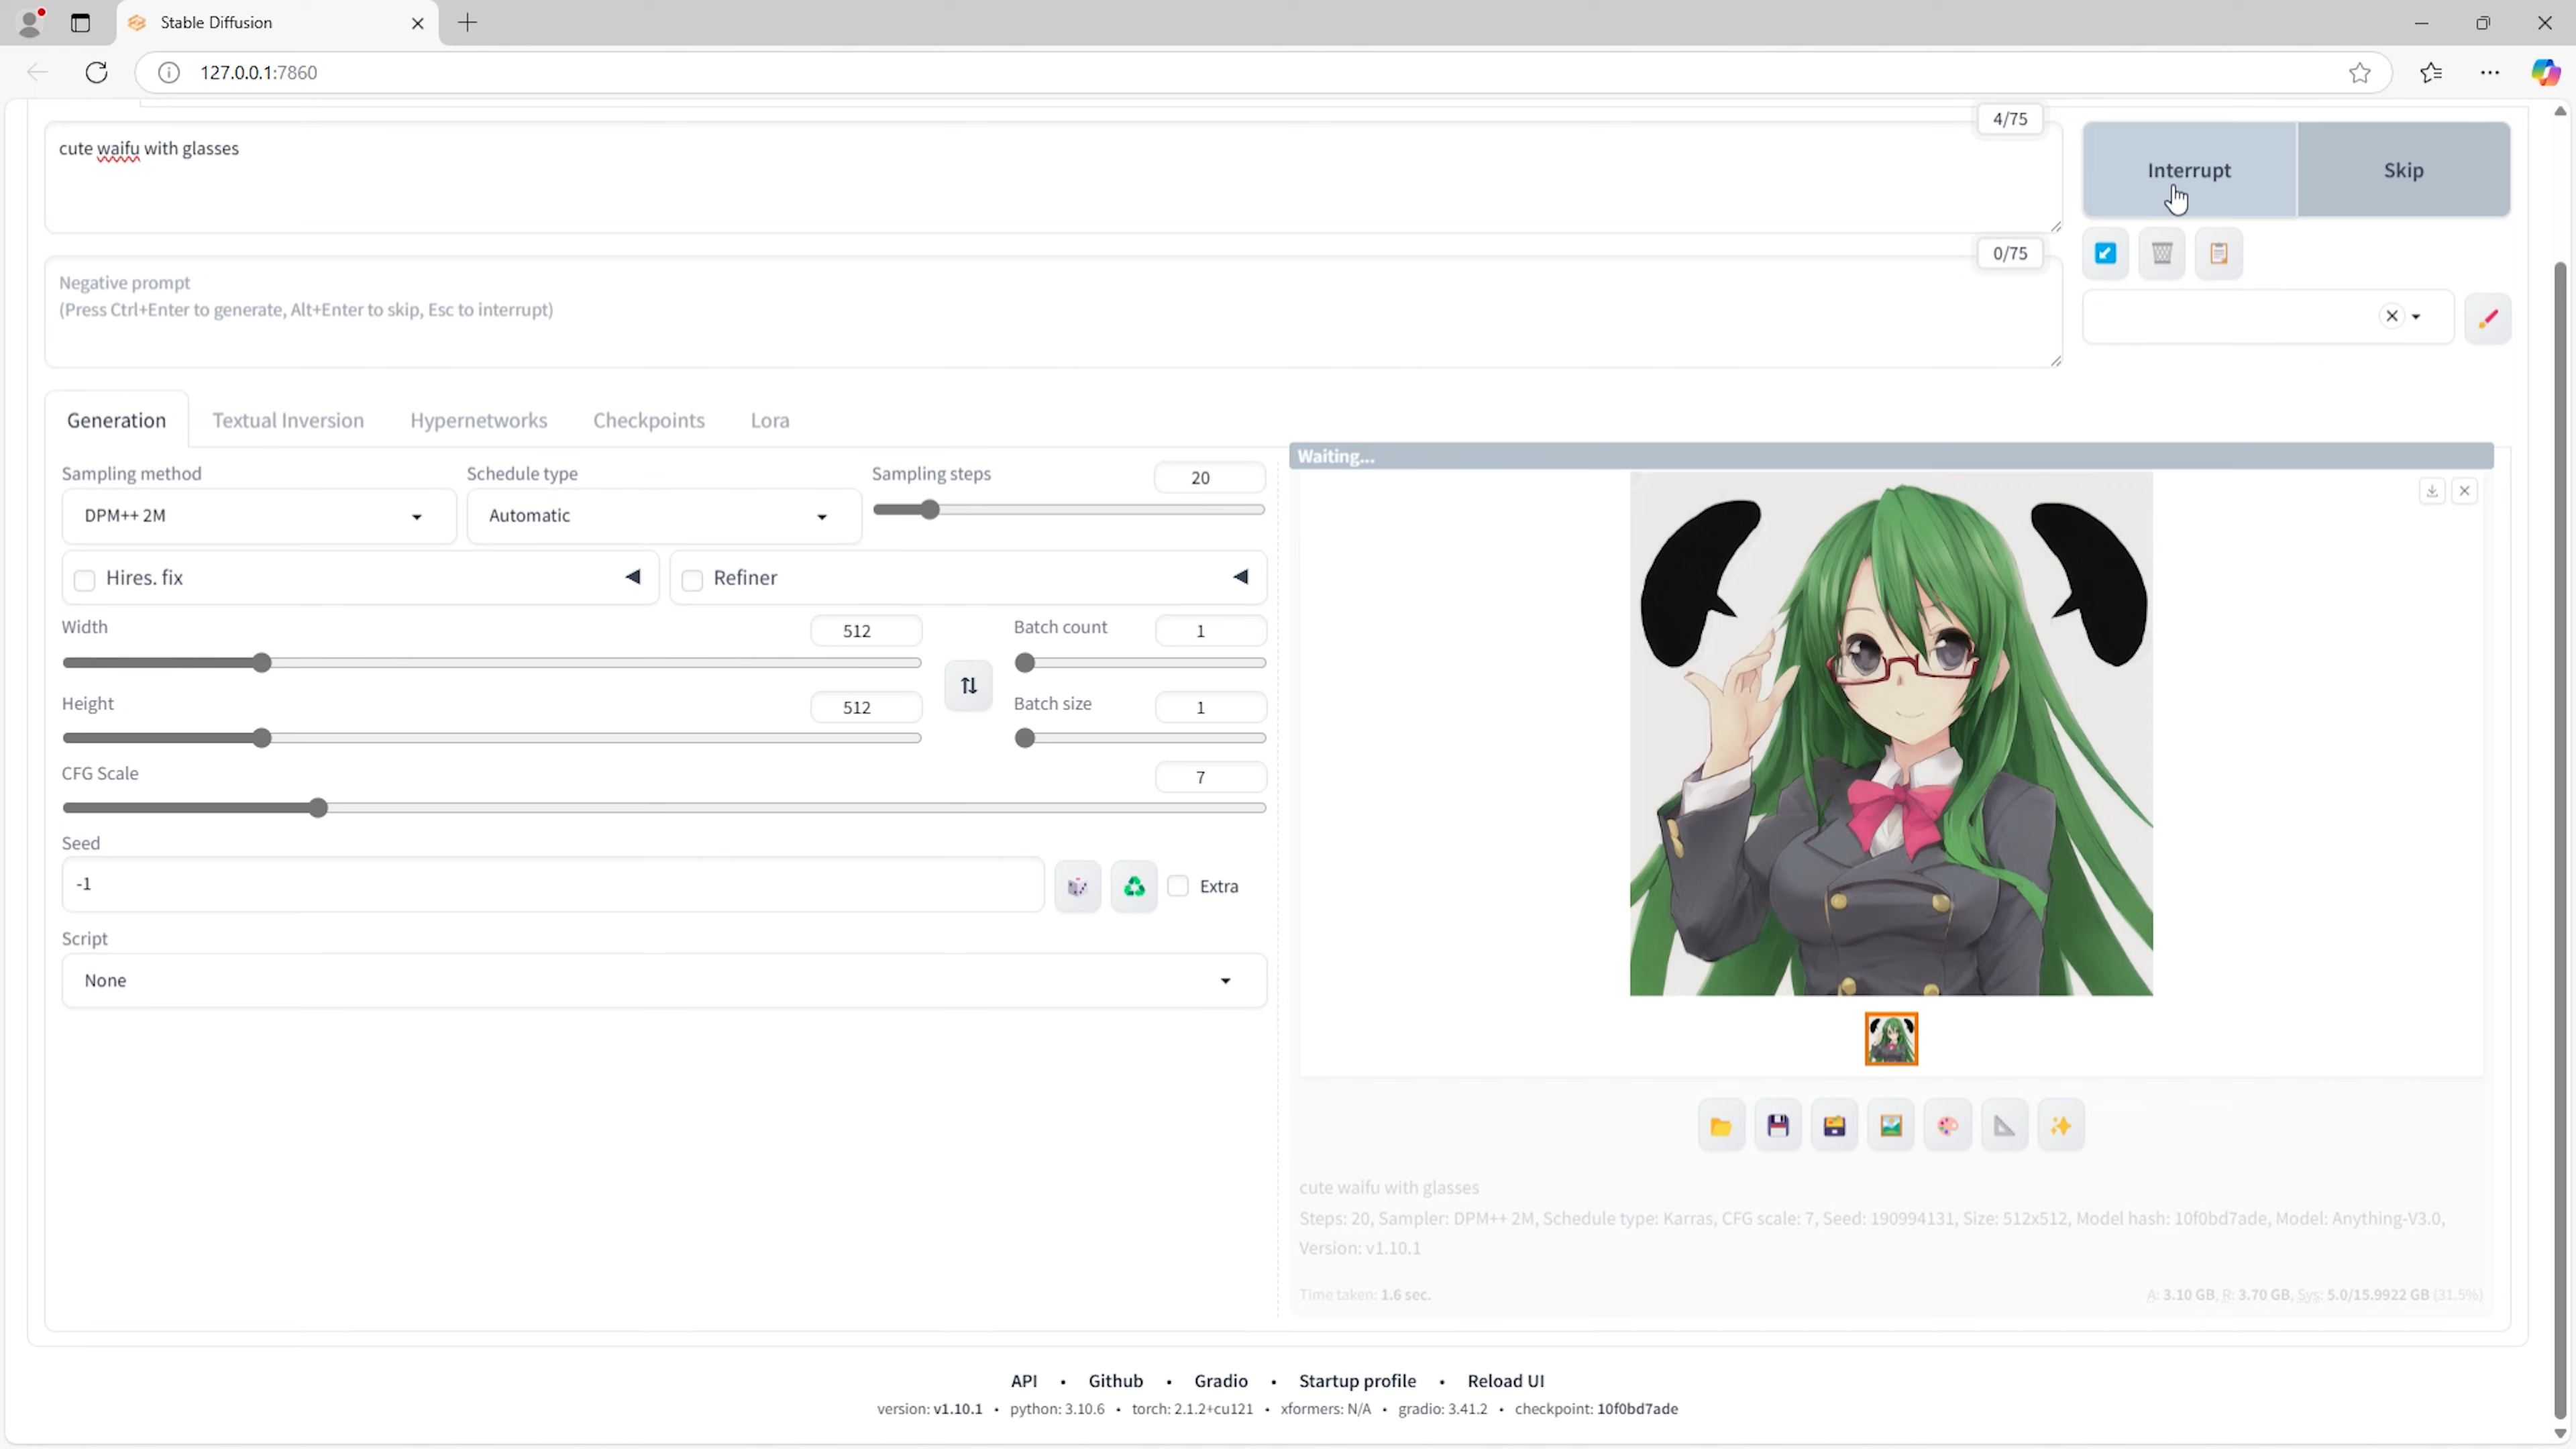 Stable Diffusion
127.0.0.1:7860
4/75
cute waifu with glasses
Interrupt
Skip
0/75
Negative prompt
(Press Ctrl+Enter to generate, Alt+Enter to skip, Esc to interrupt)
Generation
Textual Inversion
Hypernetworks
Checkpoints
Lora
Sampling method
Schedule type
Sampling steps
20
DPM++ 2M
Automatic
Hires. fix
Refiner
Width
512
Batch count
1
Height
512
Batch size
1
CFG Scale
7
Seed
-1
Extra
Script
None
Waiting...
cute waifu with glasses
Steps: 20, Sampler: DPM++ 2M, Schedule type: Karras, CFG scale: 7, Seed: 190994131, Size: 512x512, Model hash: 10f0bd7ade, Model: Anything-V3.0,
Version: v1.10.1
Time taken: 1.6 sec.
A: 3.10 GB, R: 3.70 GB, Sys: 5.0/15.9922 GB (31.5%)
API • Github • Gradio • Startup profile • Reload UI
version: v1.10.1 • python: 3.10.6 • torch: 2.1.2+cu121 • xformers: N/A • gradio: 3.41.2 • checkpoint: 10f0bd7ade